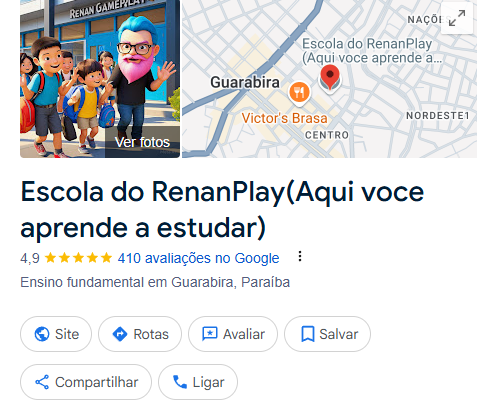 RENAN GAMEPLAY
Ver fotos
NAÇÕE
Escola do RenanPlay
(Aqui voce aprende a...
Guarabira
Victor's Brasa
NORDESTE1
CENTRO
Escola do RenanPlay(Aqui voce
aprende a estudar)
4,9 410 avaliações no Google
Ensino fundamental em Guarabira, Paraíba
Site Rotas Avaliar Salvar
Compartilhar Ligar